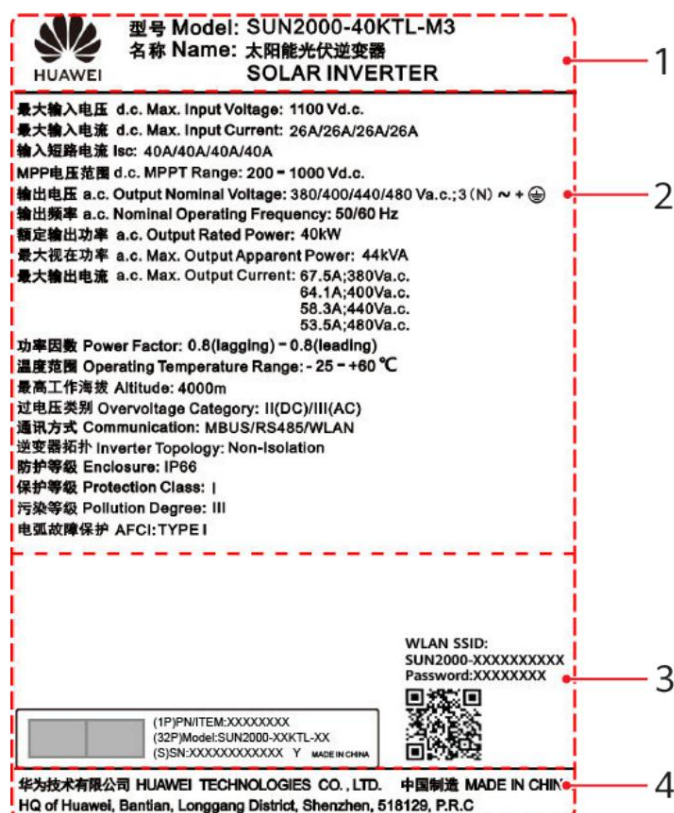 HUAWEI
型号 Model: SUN2000-40KTL-M3
名称 Name: 太阳能光伏逆变器
SOLAR INVERTER
1
最大输入电压 d.c. Max. Input Voltage: 1100 Vd.c.
最大输入电流 d.c. Max. Input Current: 26A/26A/26A/26A
输入短路电流 Isc: 40A/40A/40A/40A
MPP电压范围 d.c. MPPT Range: 200 - 1000 Vd.c.
输出电压 a.c. Output Nominal Voltage: 380/400/440/480 Va.c.;3 (N) ~ + ⏚
2
输出频率 a.c. Nominal Operating Frequency: 50/60 Hz
额定输出功率 a.c. Output Rated Power: 40kW
最大视在功率 a.c. Max. Output Apparent Power: 44kVA
最大输出电流 a.c. Max. Output Current: 67.5A;380Va.c.
64.1A;400Va.c.
58.3A;440Va.c.
53.5A;480Va.c.
功率因数 Power Factor: 0.8(lagging) - 0.8(leading)
温度范围 Operating Temperature Range: - 25 - +60 ℃
最高工作海拔 Altitude: 4000m
过电压类别 Overvoltage Category: II(DC)/III(AC)
通讯方式 Communication: MBUS/RS485/WLAN
逆变器拓扑 Inverter Topology: Non-Isolation
防护等级 Enclosure: IP66
保护等级 Protection Class: I
污染等级 Pollution Degree: III
电弧故障保护 AFCI:TYPE I
WLAN SSID:
SUN2000-XXXXXXXXXX
Password:XXXXXXXX
3
(1P)PN/ITEM:XXXXXXXX
(32P)Model:SUN2000-XXKTL-XX
(S)SN:XXXXXXXXXXXX Y MADE IN CHINA
华为技术有限公司 HUAWEI TECHNOLOGIES CO., LTD. 中国制造 MADE IN CHIN
4
HQ of Huawei, Bantian, Longgang District, Shenzhen, 518129, P.R.C